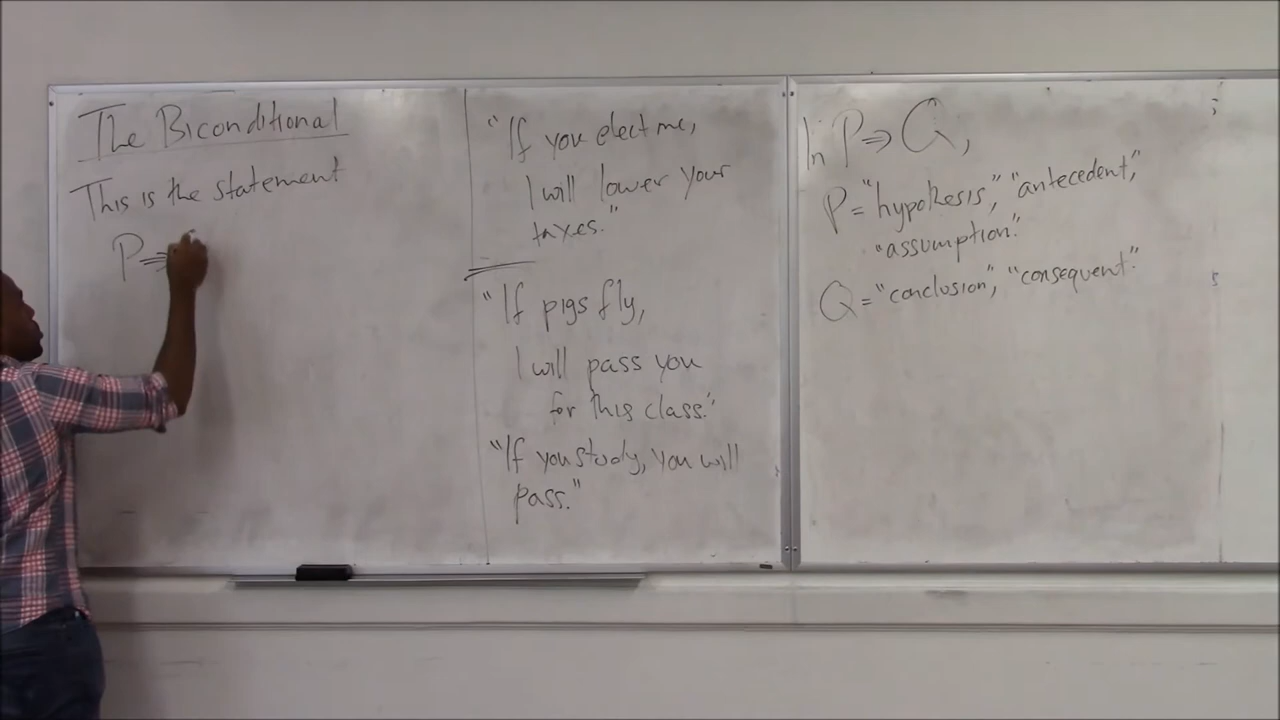 The Biconditional
This is the statement
P⇒
"If you elect me,
I will lower your
taxes."
"If pigs fly,
I will pass you
for this class."
"If you study, you will
pass."
In P⇒Q,
P = "hypothesis", "antecedent,"
"assumption."
Q = "conclusion", "consequent".